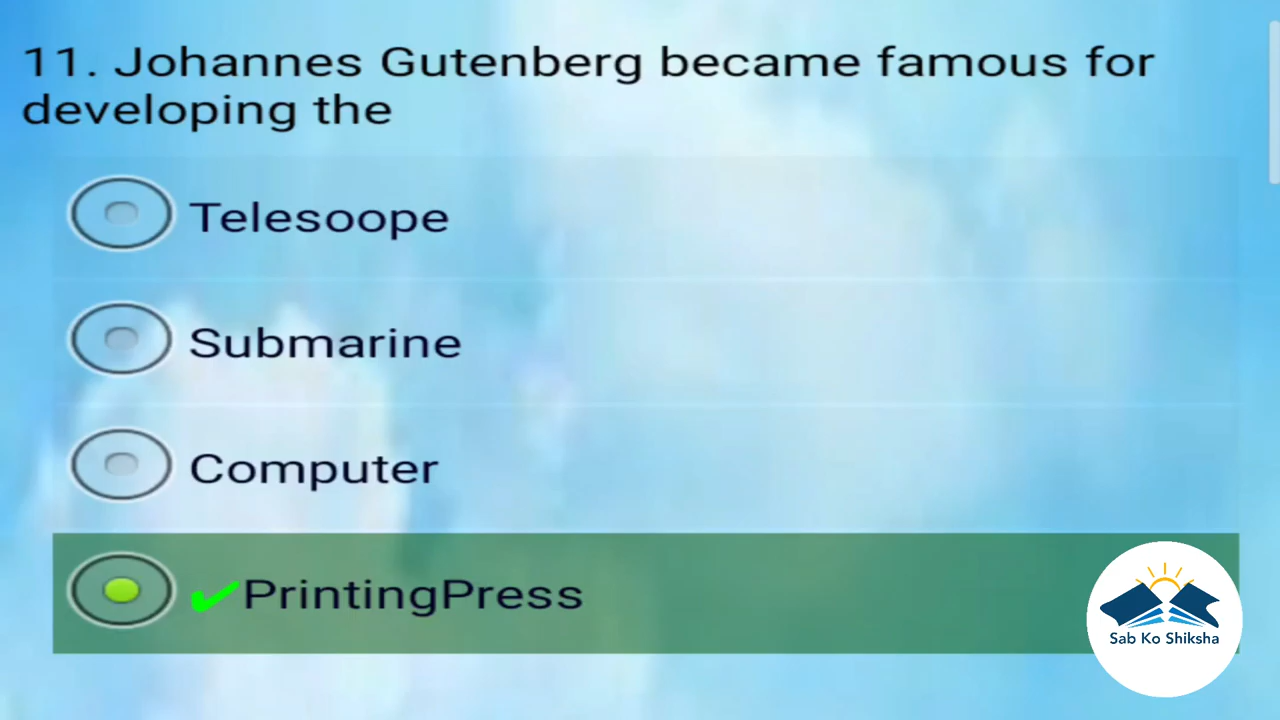 11. Johannes Gutenberg became famous for
developing the
Telesoope
Submarine
Computer
✔PrintingPress
Sab Ko Shiksha